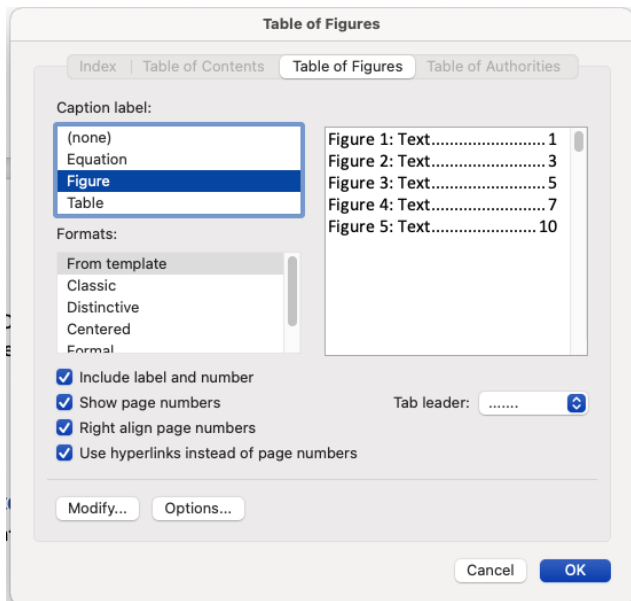 Table of Figures
Index
Table of Contents
Table of Figures
Table of Authorities
Caption label:
(none)
Equation
Figure
Table
Figure 1: Text..........................1
Figure 2: Text..........................3
Figure 3: Text..........................5
Figure 4: Text..........................7
Figure 5: Text........................10
Formats:
From template
Classic
Distinctive
Centered
Formal
Include label and number
Show page numbers
Right align page numbers
Use hyperlinks instead of page numbers
Tab leader: .......
Modify...
Options...
Cancel
OK